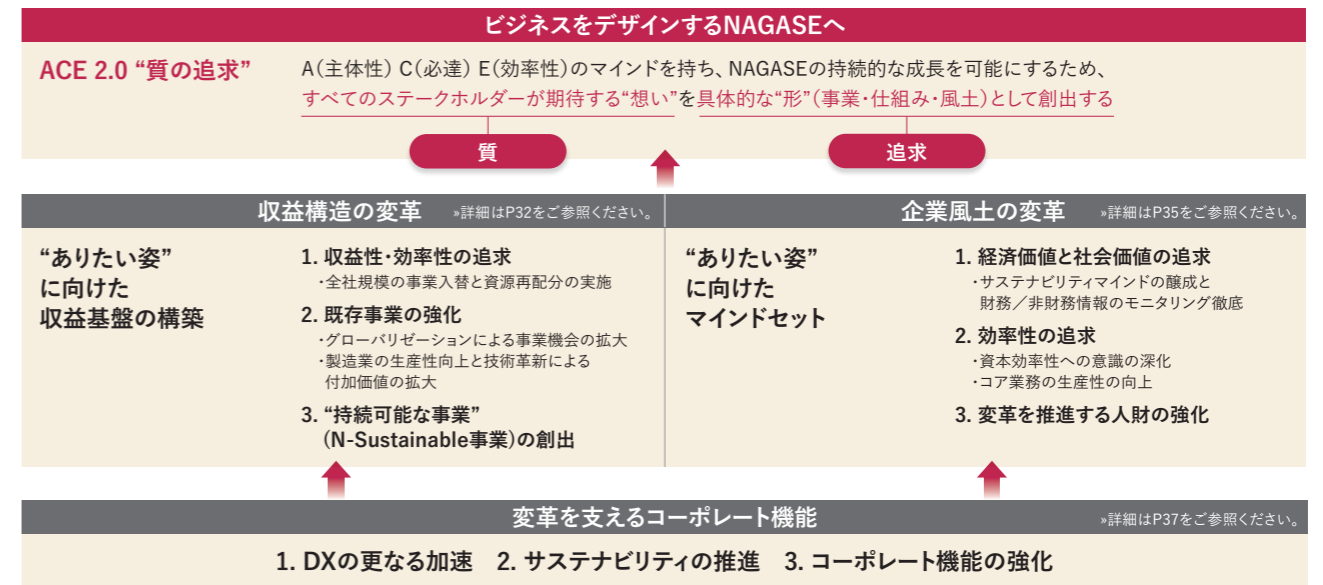 ビジネスをデザインするNAGASEへ
ACE 2.0 “質の追求”
A(主体性) C(必達) E(効率性)のマインドを持ち、NAGASEの持続的な成長を可能にするため、
すべてのステークホルダーが期待する“想い”を具体的な“形”(事業・仕組み・風土)として創出する
質
追求
収益構造の変革 »詳細はP32をご参照ください。
“ありたい姿”
に向けた
収益基盤の構築
1. 収益性・効率性の追求
・全社規模の事業入替と資源再配分の実施
2. 既存事業の強化
・グローバリゼーションによる事業機会の拡大
・製造業の生産性向上と技術革新による
付加価値の拡大
3. “持続可能な事業”
(N-Sustainable事業)の創出
企業風土の変革 »詳細はP35をご参照ください。
“ありたい姿”
に向けた
マインドセット
1. 経済価値と社会価値の追求
・サステナビリティマインドの醸成と
財務／非財務情報のモニタリング徹底
2. 効率性の追求
・資本効率性への意識の深化
・コア業務の生産性の向上
3. 変革を推進する人財の強化
変革を支えるコーポレート機能 »詳細はP37をご参照ください。
1. DXの更なる加速 2. サステナビリティの推進 3. コーポレート機能の強化